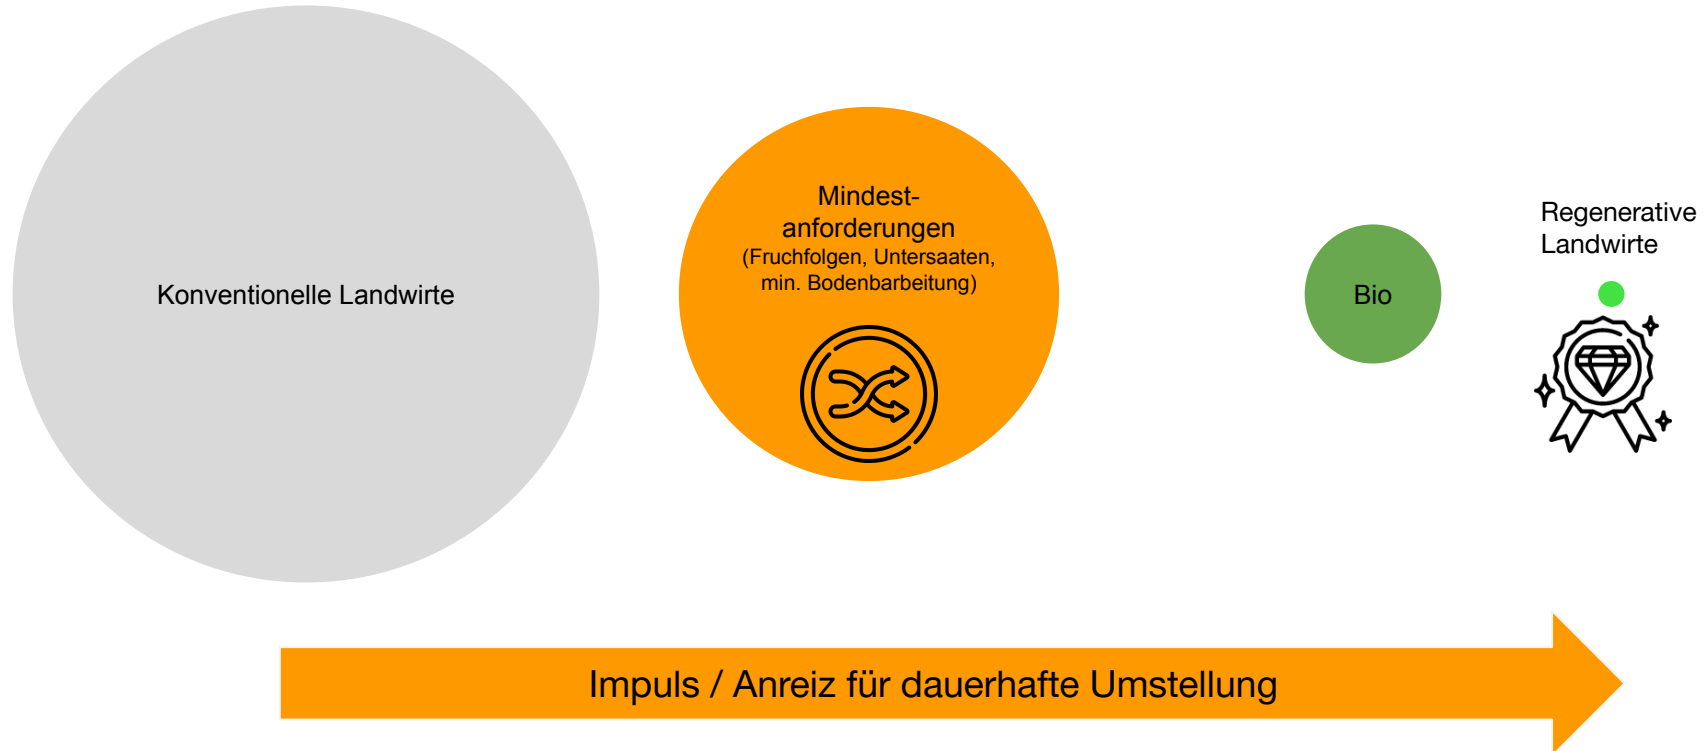 Konventionelle Landwirte
Mindest-
anforderungen
(Fruchfolgen, Untersaaten,
min. Bodenbarbeitung)
Bio
Regenerative
Landwirte
Impuls / Anreiz für dauerhafte Umstellung